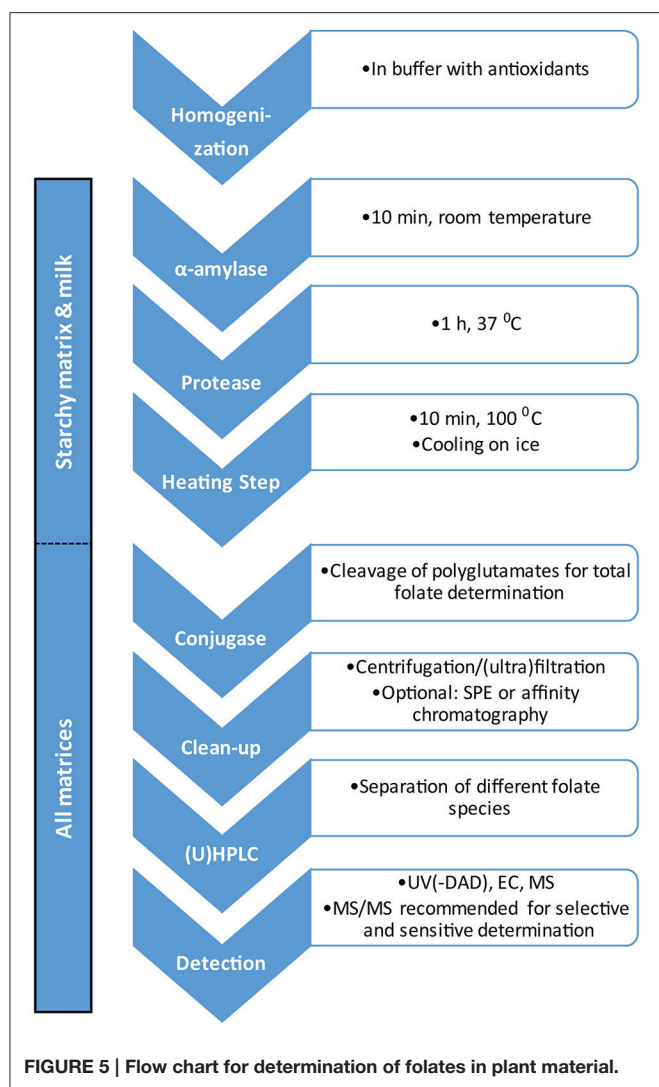 Homogeni-
zation
•In buffer with antioxidants
Starchy matrix & milk
α-amylase
•10 min, room temperature
Protease
•1 h, 37 ⁰C
Heating Step
•10 min, 100 ⁰C
•Cooling on ice
All matrices
Conjugase
•Cleavage of polyglutamates for total
folate determination
Clean-up
•Centrifugation/(ultra)filtration
•Optional: SPE or affinity
chromatography
(U)HPLC
•Separation of different folate
species
Detection
•UV(-DAD), EC, MS
•MS/MS recommended for selective
and sensitive determination
FIGURE 5 | Flow chart for determination of folates in plant material.